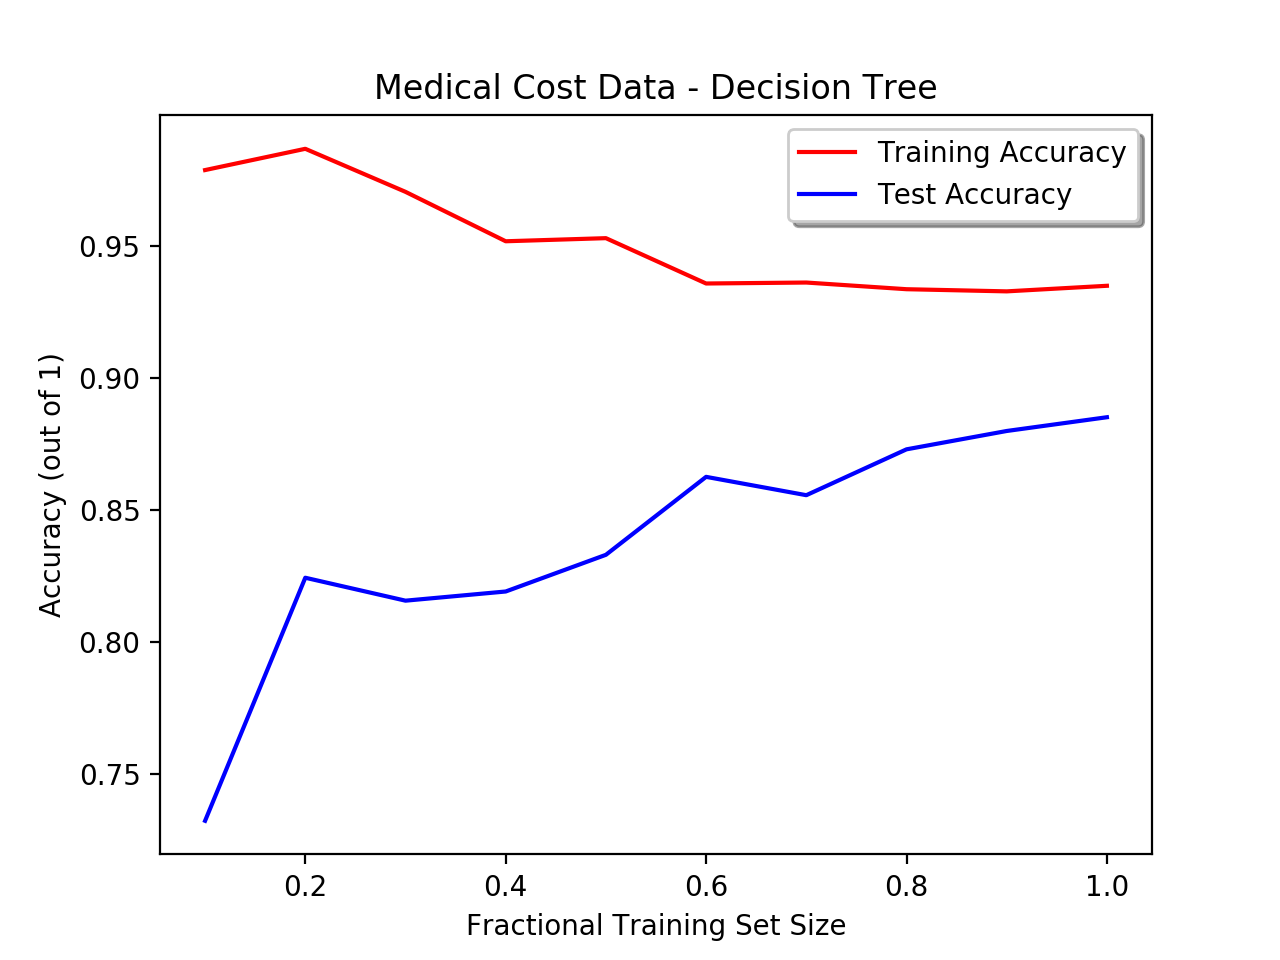 Medical Cost Data - Decision Tree
Training Accuracy
Test Accuracy
0.95
0.90
0.85
0.80
0.75
Accuracy (out of 1)
0.2 0.4 0.6 0.8 1.0
Fractional Training Set Size